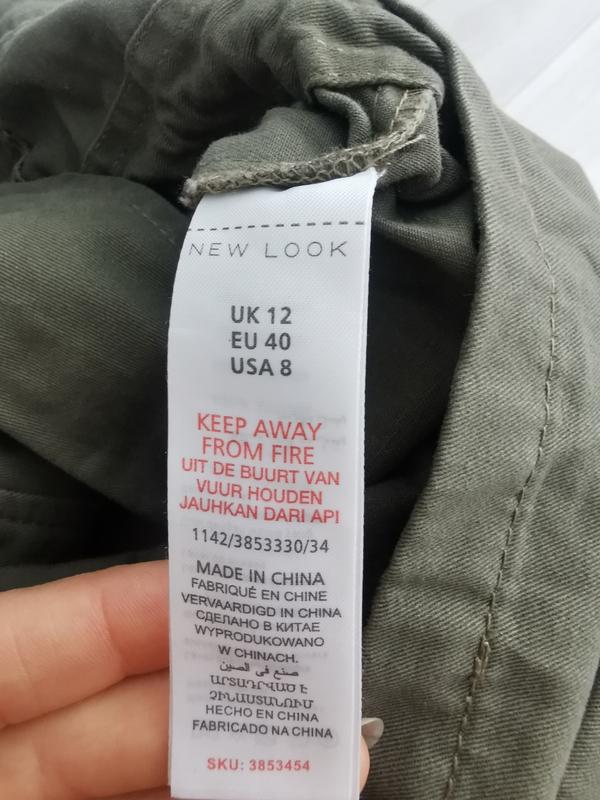 NEW LOOK
UK 12
EU 40
USA 8
KEEP AWAY
FROM FIRE
UIT DE BUURT VAN
VUUR HOUDEN
JAUHKAN DARI API
1142/3853330/34
MADE IN CHINA
FABRIQUÉ EN CHINE
VERVAARDIGD IN CHINA
СДЕЛАНО В КИТАЕ
WYPRODUKOWANO
W CHINACH.
صنع في الصين
ԱՐՏԱԴՐՎԱԾ Է
ՉԻՆԱՍՏԱՆՈՒՄ
HECHO EN CHINA
FABRICADO NA CHINA
SKU: 3853454